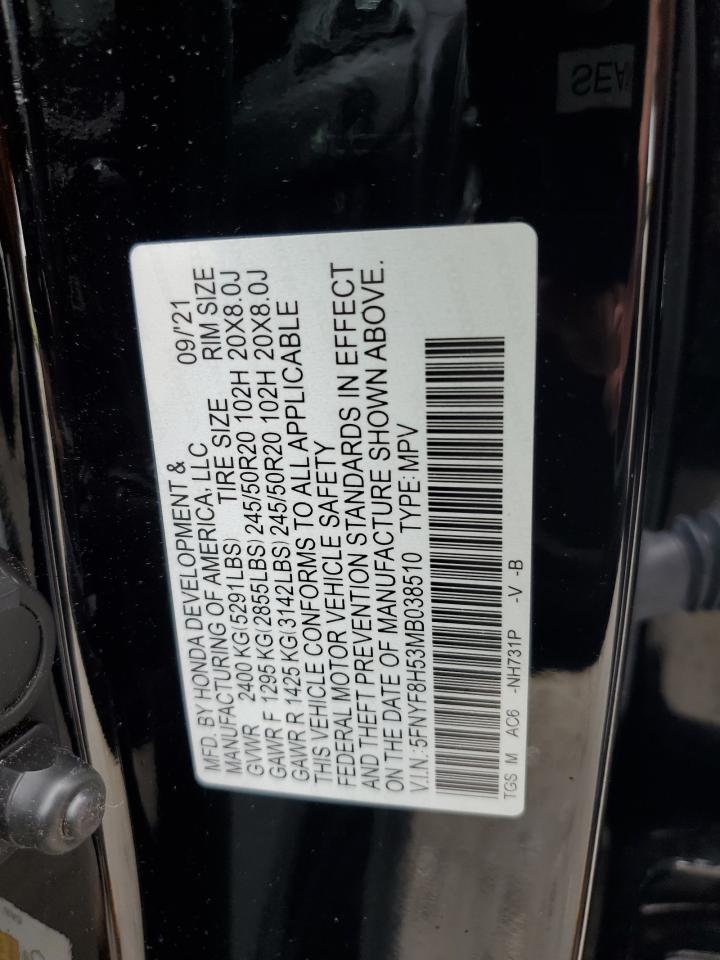 MFD. BY HONDA DEVELOPMENT & 09/'21
MANUFACTURING OF AMERICA, LLC RIM SIZE
TIRE SIZE
GVWR 2400 KG(5291LBS)
GAWR F 1295 KG(2855LBS) 245/50R20 102H 20X8.0J
GAWR R 1425 KG(3142LBS) 245/50R20 102H 20X8.0J
THIS VEHICLE CONFORMS TO ALL APPLICABLE
FEDERAL MOTOR VEHICLE SAFETY
AND THEFT PREVENTION STANDARDS IN EFFECT
ON THE DATE OF MANUFACTURE SHOWN ABOVE.
V.I.N.:5FNYF8H53MB038510 TYPE:MPV
TGS M AC6 -NH731P -V -B